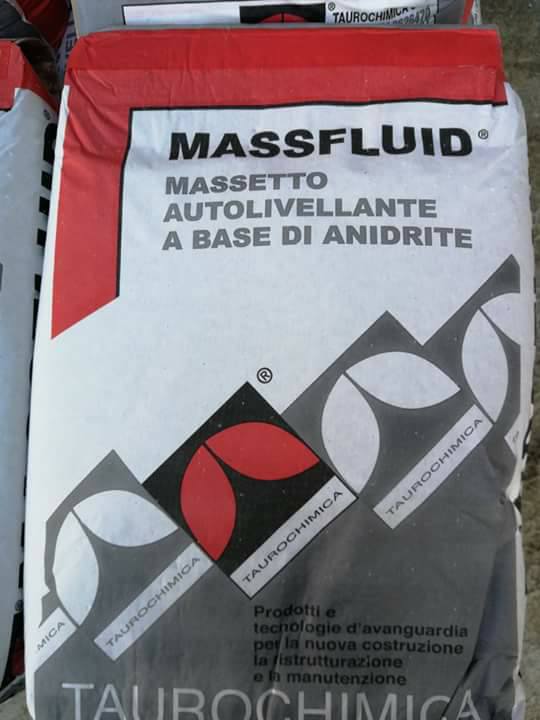 TAUROCHIMICA
MASSFLUID®
MASSETTO
AUTOLIVELLANTE
A BASE DI ANIDRITE
®
TAUROCHIMICA
TAUROCHIMICA
TAUROCHIMICA
MICA
Prodotti e
tecnologie d'avanguardia
per la nuova costruzione
la ristrutturazione
e la manutenzione
TAUROCHIMICA